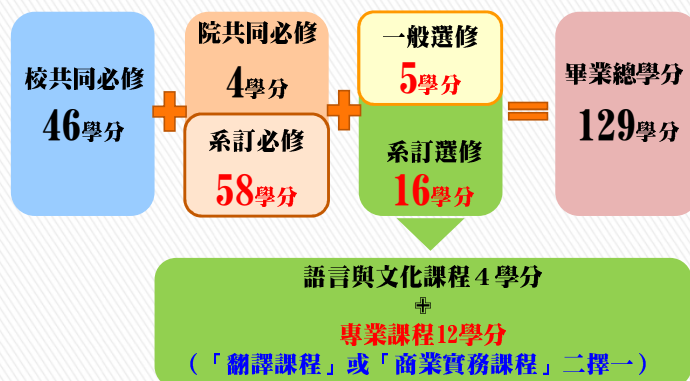 校共同必修
46學分
+
院共同必修
4學分
系訂必修
58學分
+
一般選修
5學分
系訂選修
16學分
=
畢業總學分
129學分
語言與文化課程4學分
+
專業課程12學分
(「翻譯課程」或「商業實務課程」二擇一)